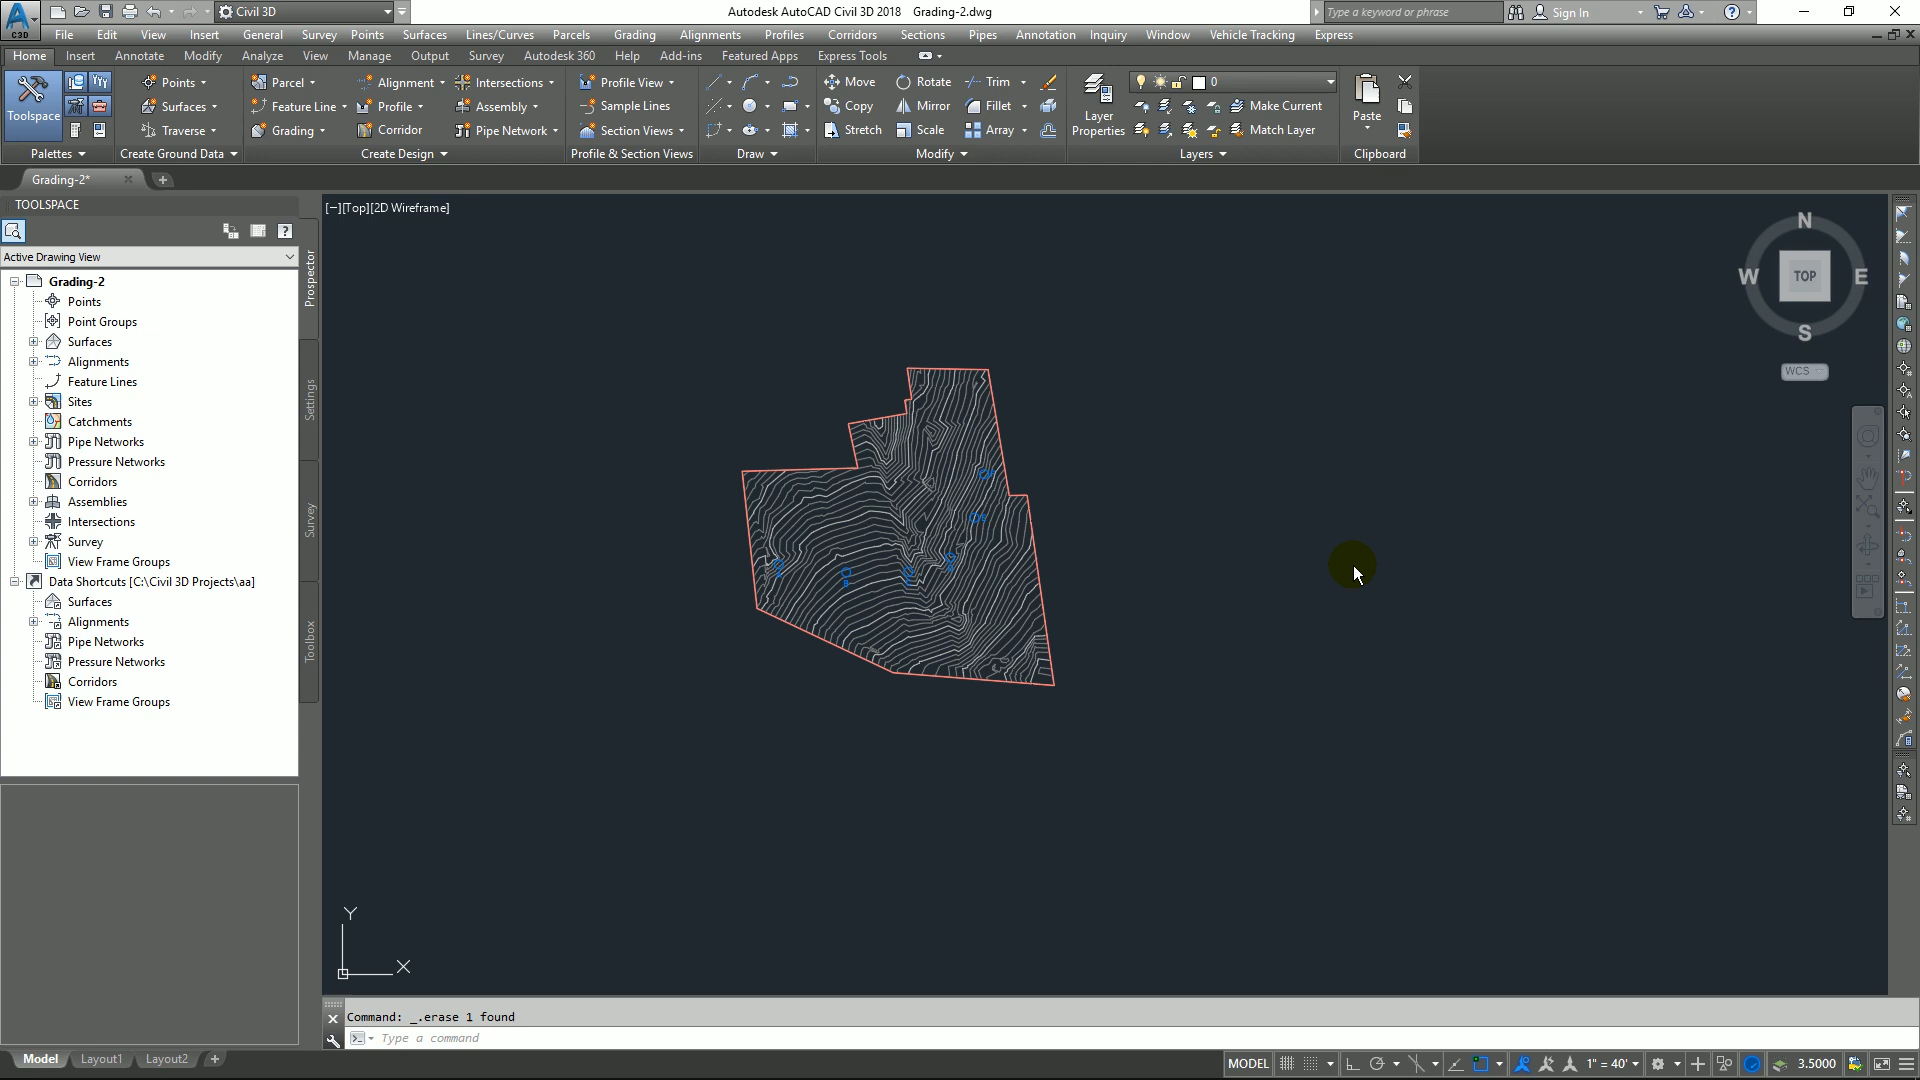 Civil 3D
Autodesk AutoCAD Civil 3D 2018 Grading-2.dwg
Type a keyword or phrase
Sign In
C3D
File Edit View Insert General Survey Points Surfaces Lines/Curves Parcels Grading Alignments Profiles Corridors Sections Pipes Annotation Inquiry Window Vehicle Tracking Express
Home Insert Annotate Modify Analyze View Manage Output Survey Autodesk 360 Help Add-ins Featured Apps Express Tools
Points Parcel Alignment Intersections Profile View Move Rotate Trim 0
Toolspace Surfaces Feature Line Profile Assembly Sample Lines Copy Mirror Fillet Layer Properties Make Current Paste
Traverse Grading Corridor Pipe Network Section Views Stretch Scale Array Match Layer
Palettes Create Ground Data Create Design Profile & Section Views Draw Modify Layers Clipboard
Grading-2*
TOOLSPACE
[−][Top][2D Wireframe]
Active Drawing View
Grading-2
Points
Point Groups
Surfaces
Alignments
Feature Lines
Sites
Catchments
Pipe Networks
Pressure Networks
Corridors
Assemblies
Intersections
Survey
View Frame Groups
Data Shortcuts [C:\Civil 3D Projects\aa]
Surfaces
Alignments
Pipe Networks
Pressure Networks
Corridors
View Frame Groups
Prospector
Settings
Survey
Toolbox
N
W TOP E
S
WCS
Y
X
Command: _.erase 1 found
Type a command
Model Layout1 Layout2
MODEL 1" = 40' 3.5000